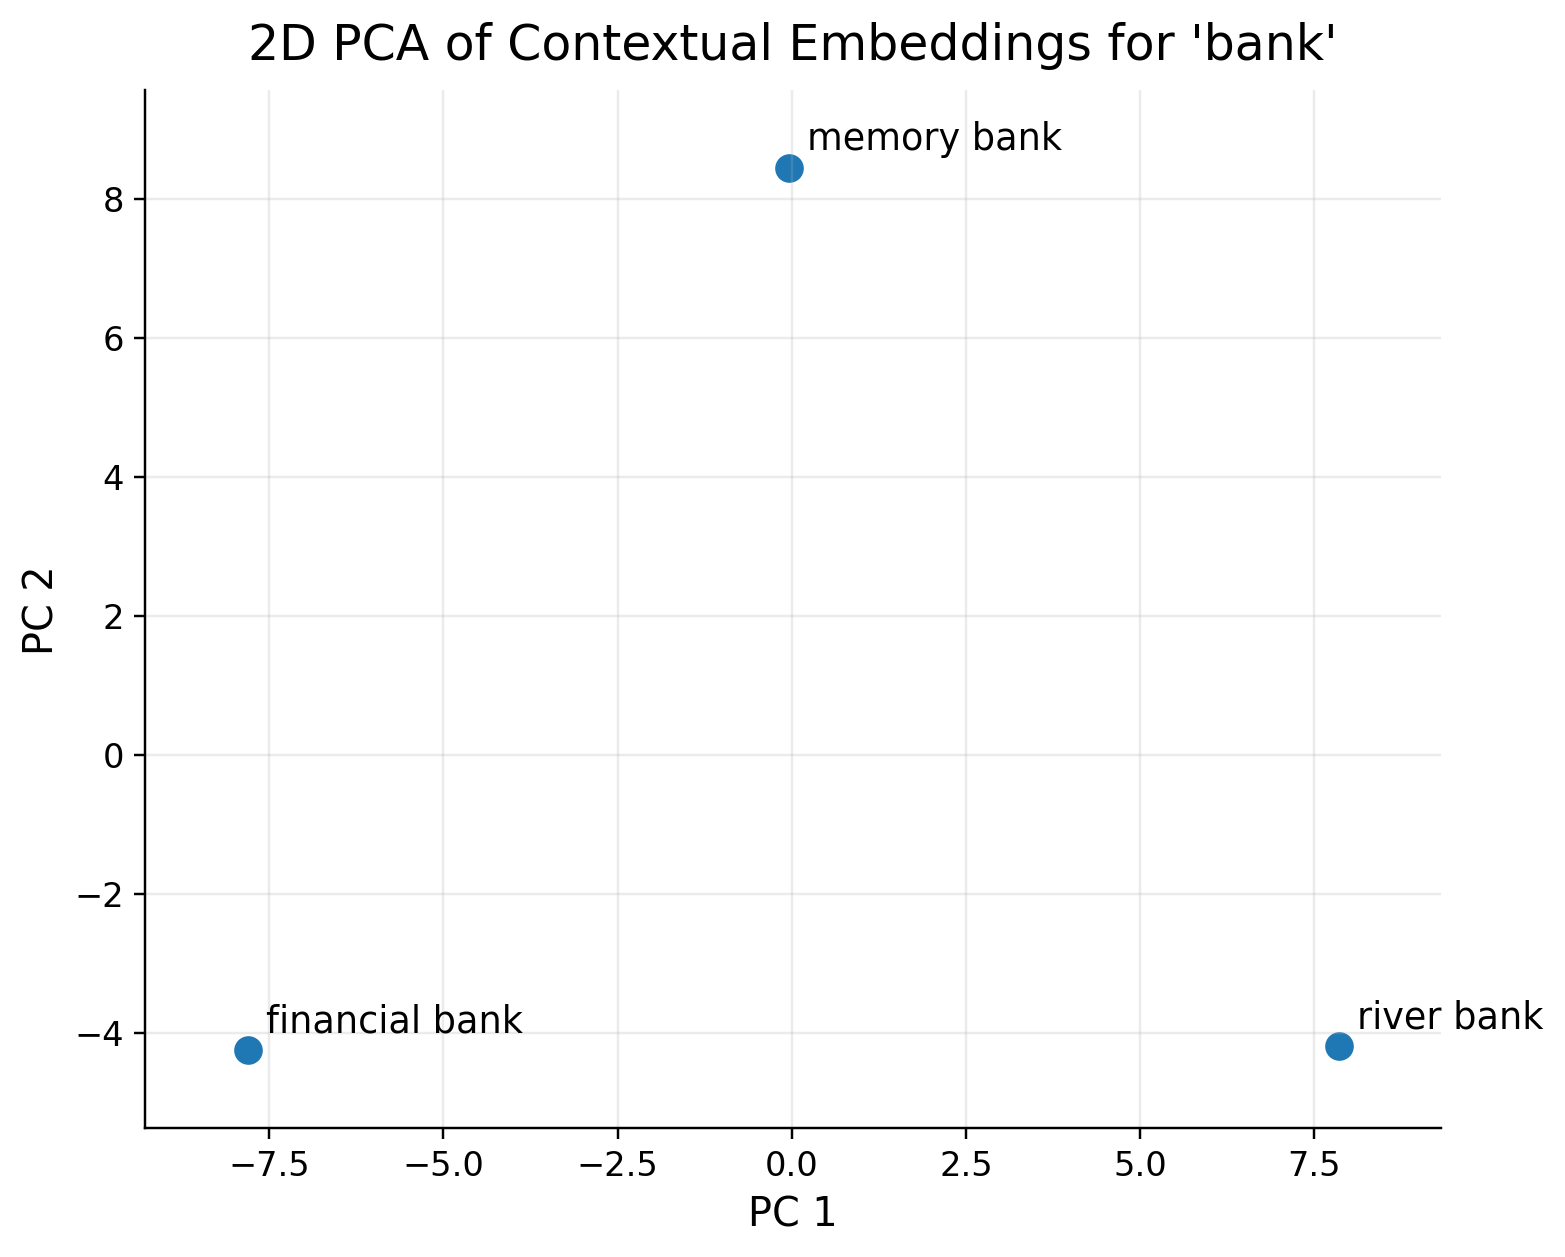 2D PCA of Contextual Embeddings for 'bank'
memory bank
8
6
4
2
0
−2
−4
PC 2
financial bank
river bank
−7.5
−5.0
−2.5
0.0
2.5
5.0
7.5
PC 1